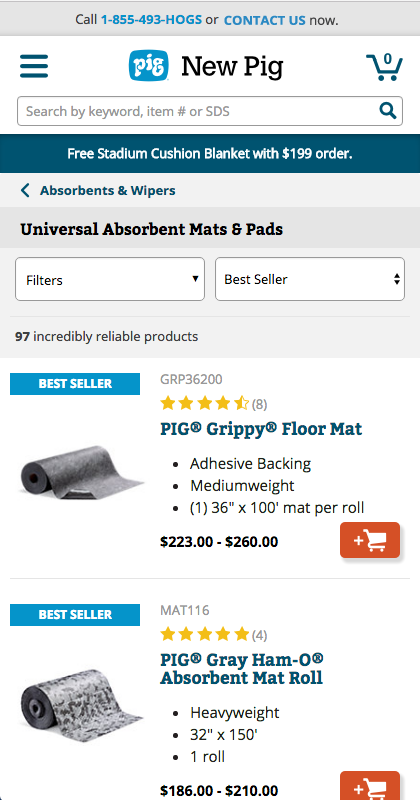 Call 1-855-493-HOGS or CONTACT US now.
pig New Pig
0
Search by keyword, item # or SDS
Free Stadium Cushion Blanket with $199 order.
Absorbents & Wipers
Universal Absorbent Mats & Pads
Filters
Best Seller
97 incredibly reliable products
BEST SELLER
GRP36200
(8)
PIG® Grippy® Floor Mat
• Adhesive Backing
• Mediumweight
• (1) 36" x 100' mat per roll
$223.00 - $260.00
+
BEST SELLER
MAT116
(4)
PIG® Gray Ham-O®
Absorbent Mat Roll
• Heavyweight
• 32" x 150'
• 1 roll
$186.00 - $210.00
+